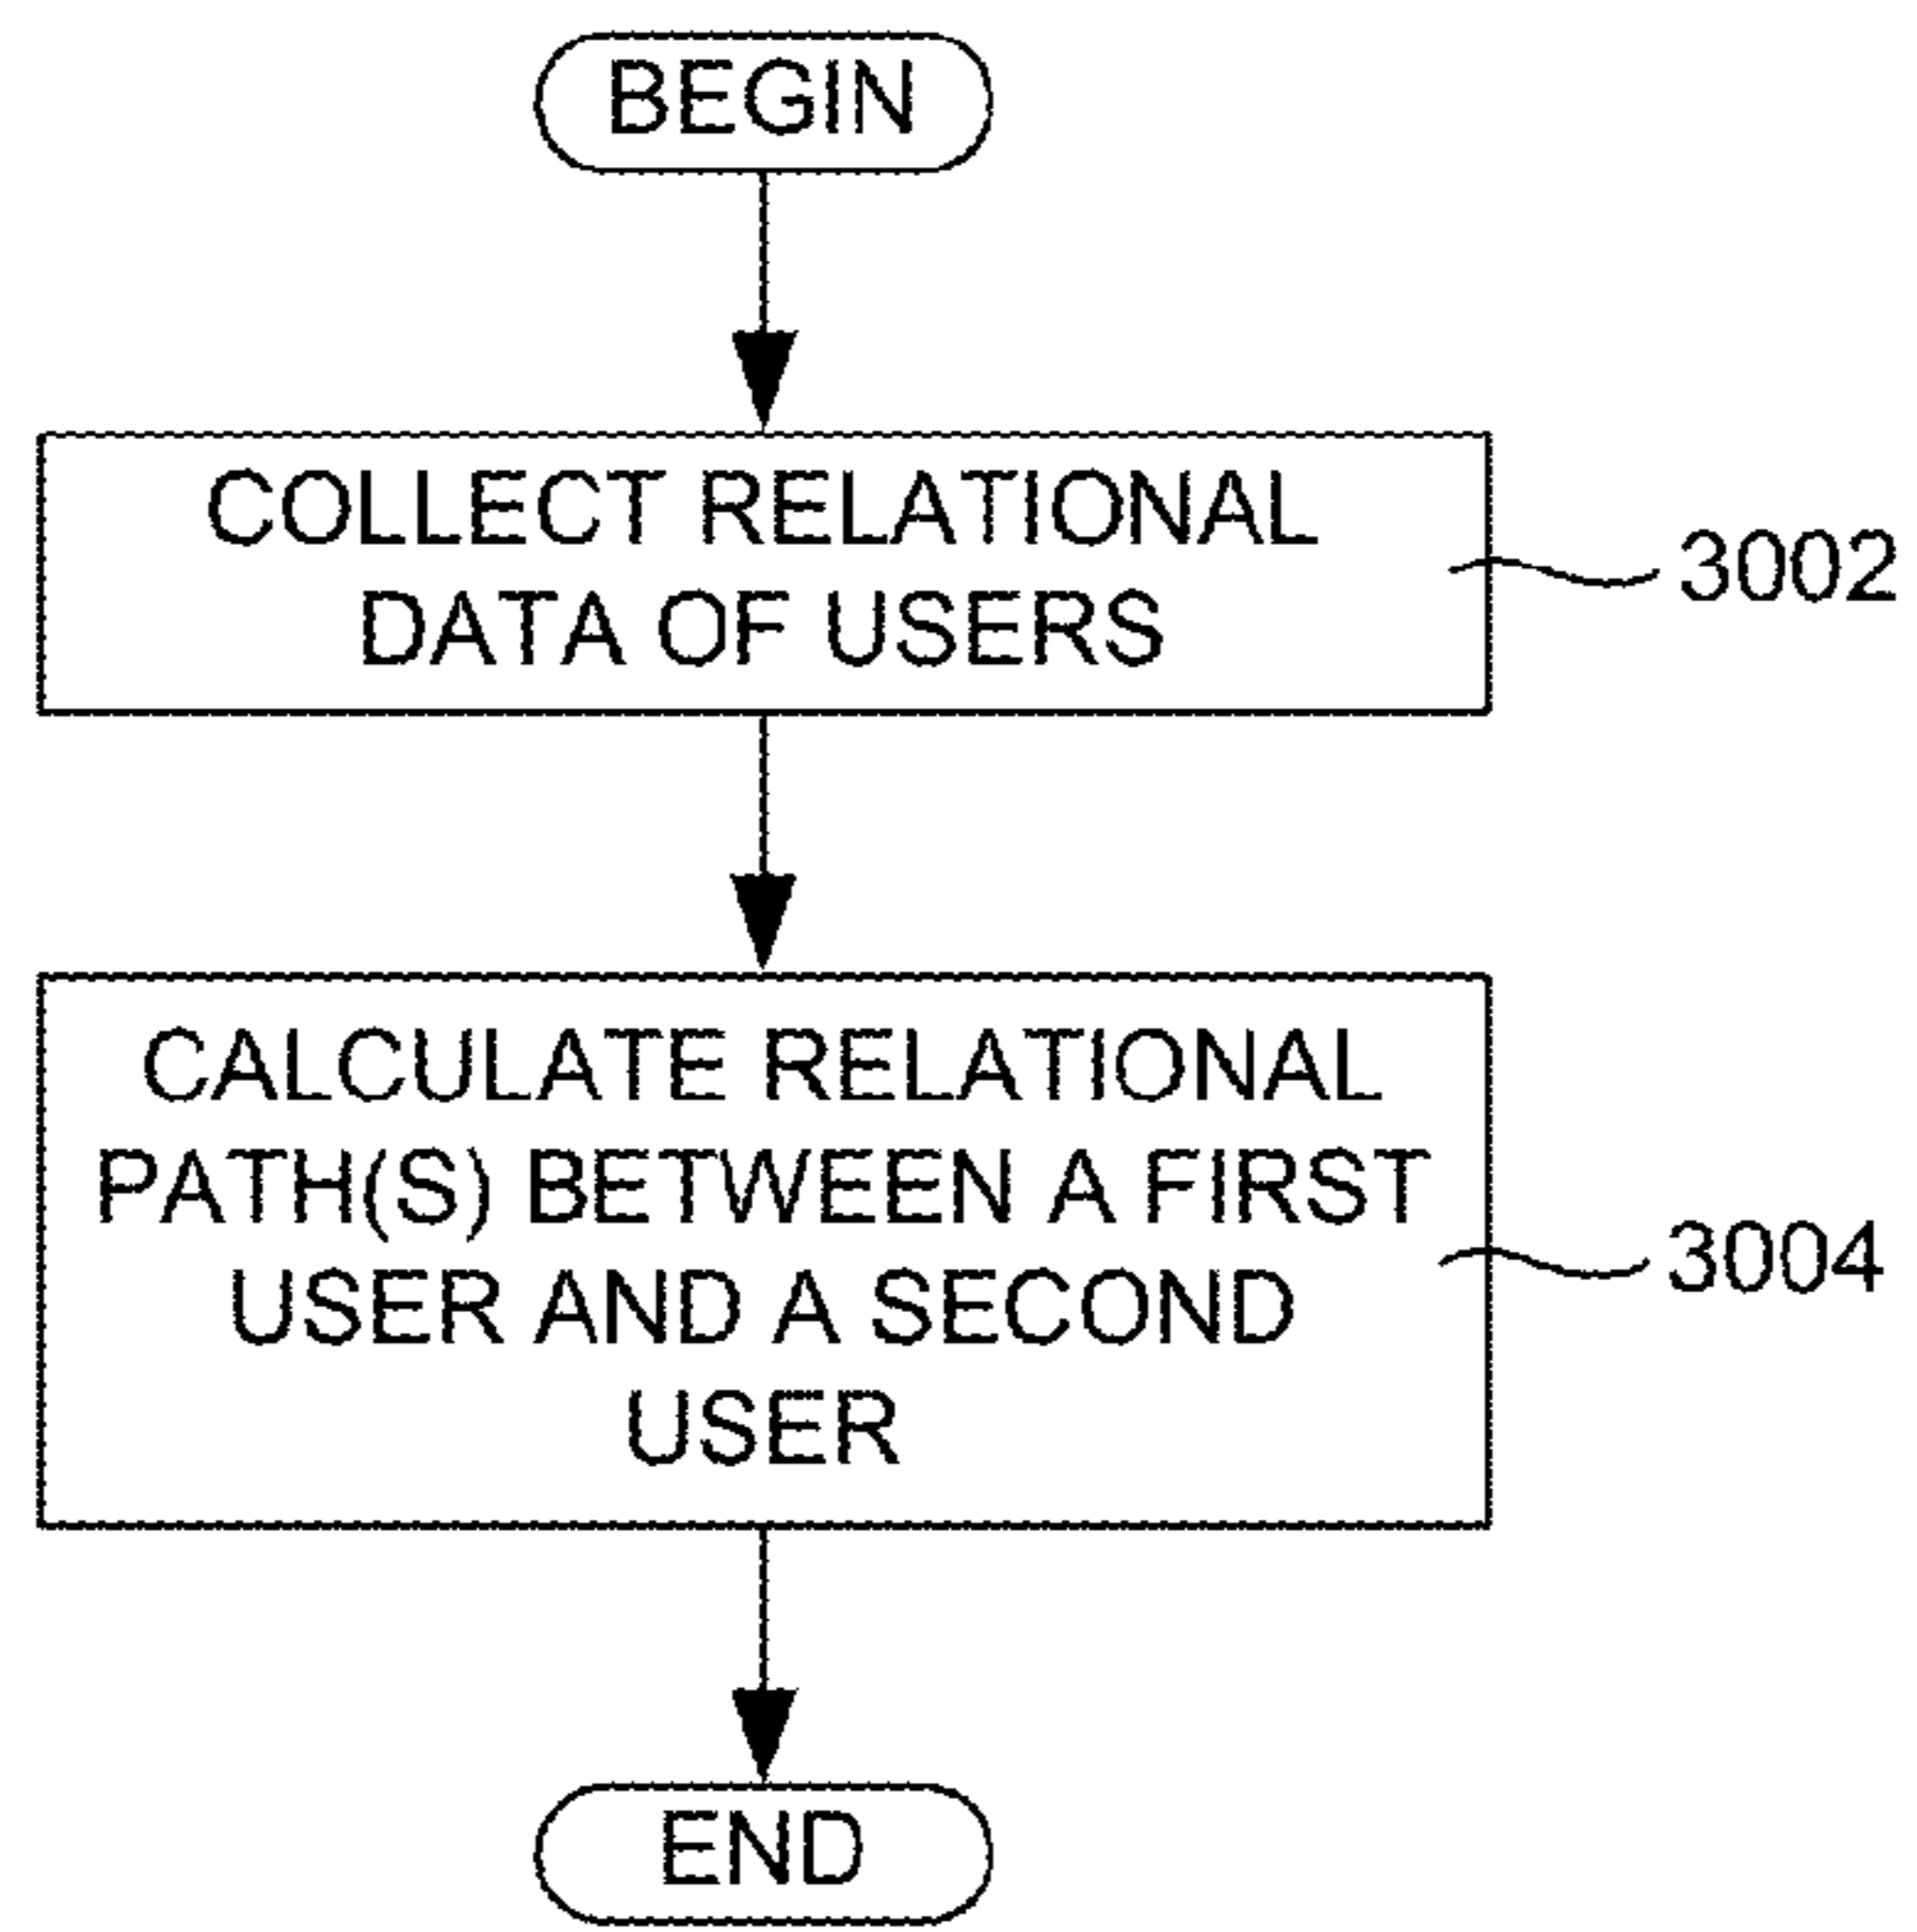 BEGIN
COLLECT RELATIONAL
DATA OF USERS
3002
CALCULATE RELATIONAL
PATH(S) BETWEEN A FIRST
USER AND A SECOND
USER
3004
END